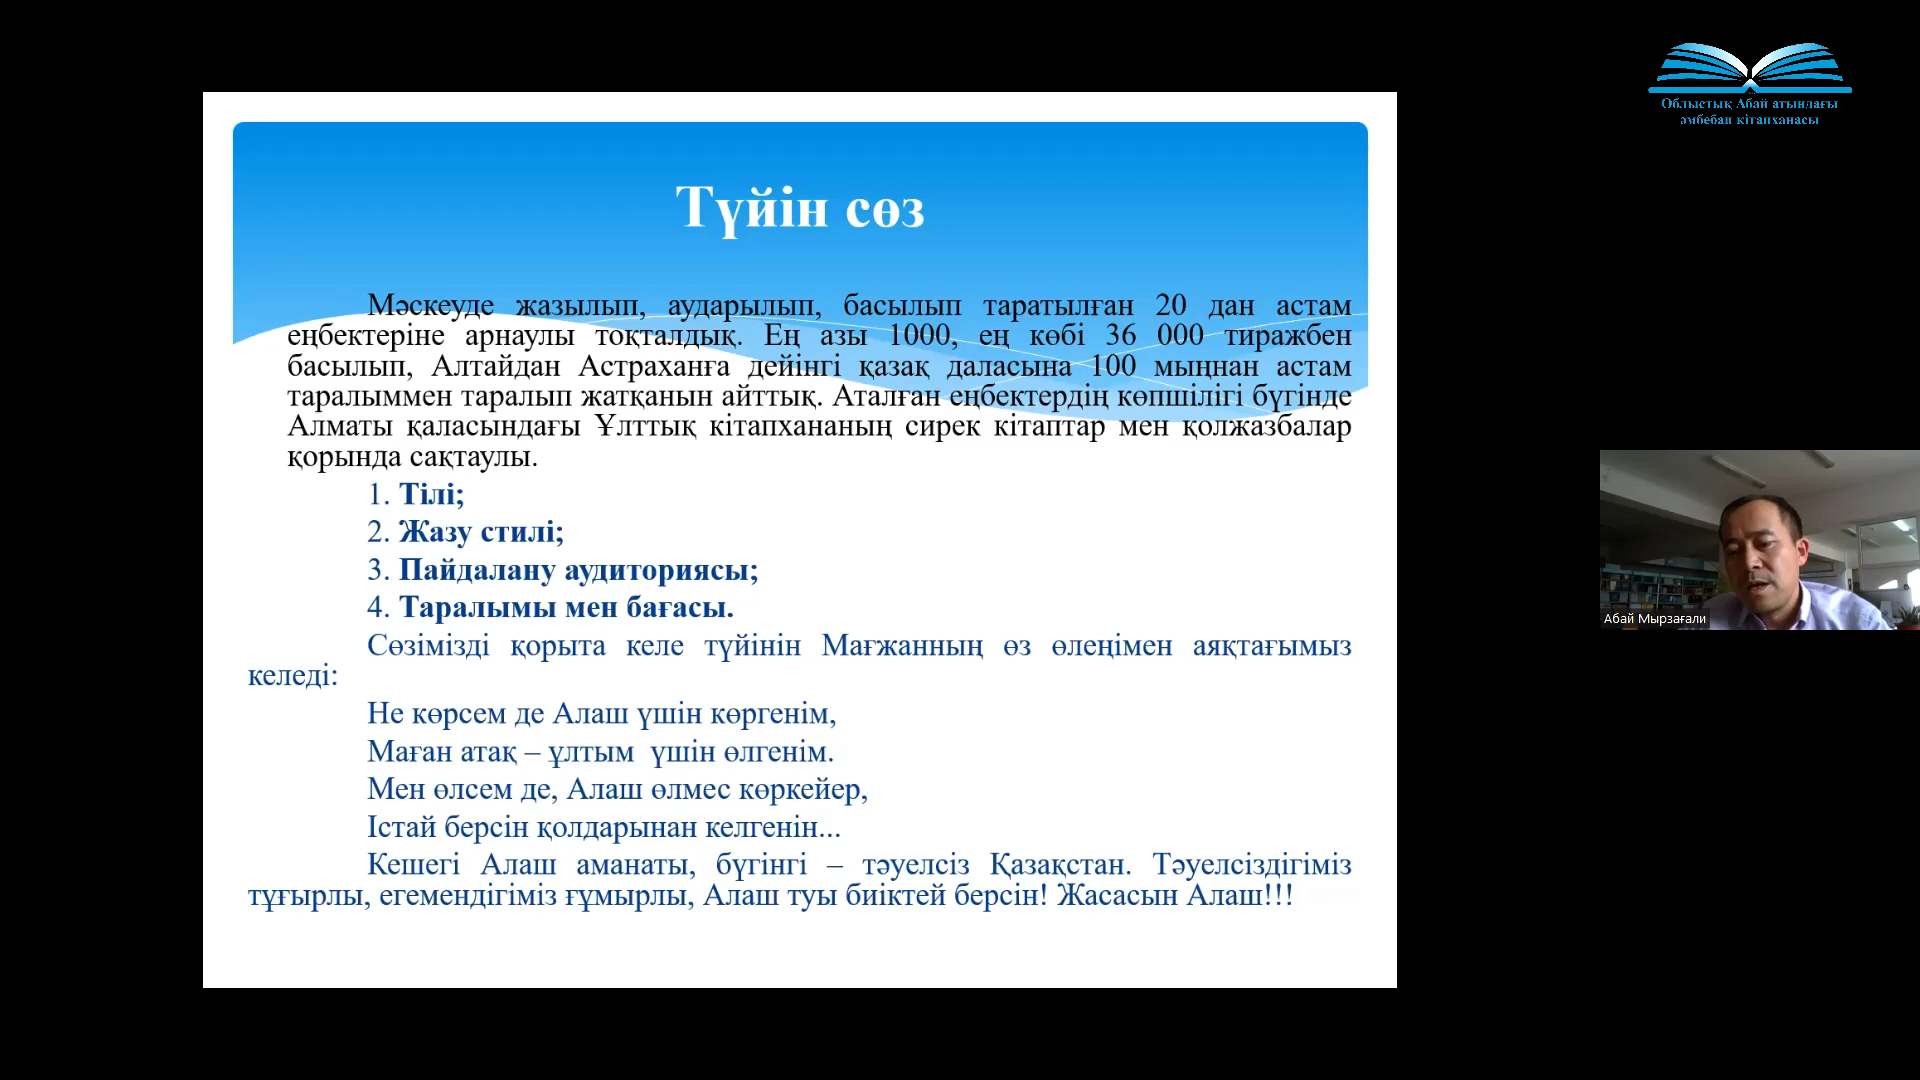 Облыстық Абай атындағы
әмбебап кітапханасы
Түйін сөз
Мәскеуде жазылып, аударылып, басылып таратылған 20 дан астам
еңбектеріне арнаулы тоқталдық. Ең азы 1000, ең көбі 36 000 тиражбен
басылып, Алтайдан Астраханға дейінгі қазақ даласына 100 мыңнан астам
таралыммен таралып жатқанын айттық. Аталған еңбектердің көпшілігі бүгінде
Алматы қаласындағы Ұлттық кітапхананың сирек кітаптар мен қолжазбалар
қорында сақтаулы.
1. Тілі;
2. Жазу стилі;
3. Пайдалану аудиториясы;
4. Таралымы мен бағасы.
Сөзімізді қорыта келе түйінін Мағжанның өз өлеңімен аяқтағымыз
келеді:
Не көрсем де Алаш үшін көргенім,
Маған атақ – ұлтым үшін өлгенім.
Мен өлсем де, Алаш өлмес көркейер,
Істай берсін қолдарынан келгенін...
Кешегі Алаш аманаты, бүгінгі – тәуелсіз Қазақстан. Тәуелсіздігіміз
тұғырлы, егемендігіміз ғұмырлы, Алаш туы биіктей берсін! Жасасын Алаш!!!
Абай Мырзағали